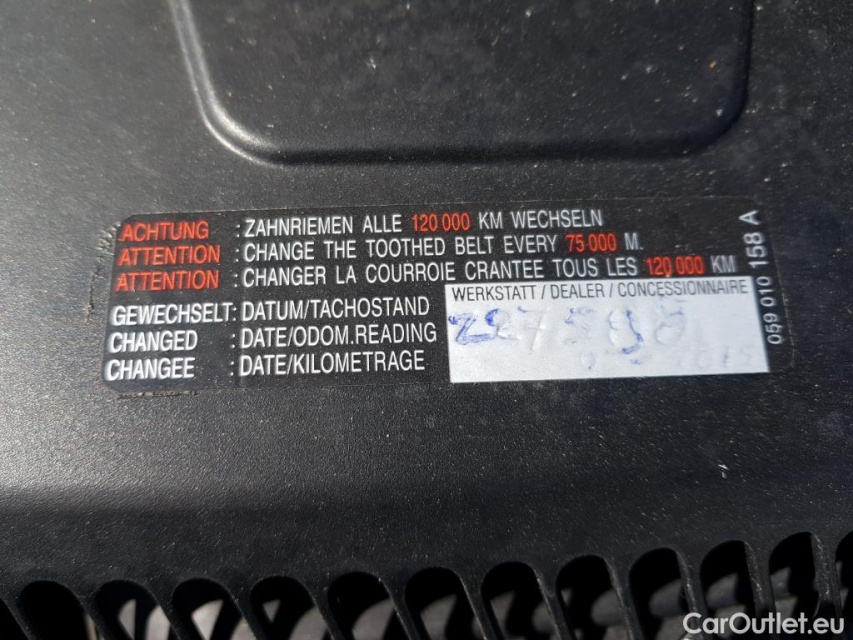 ACHTUNG : ZAHNRIEMEN ALLE 120 000 KM WECHSELN
ATTENTION : CHANGE THE TOOTHED BELT EVERY 75 000 M.
ATTENTION : CHANGER LA COURROIE CRANTEE TOUS LES 120 000 KM
GEWECHSELT: DATUM/TACHOSTAND
CHANGED : DATE/ODOM.READING
CHANGEE : DATE/KILOMETRAGE
WERKSTATT / DEALER / CONCESSIONNAIRE
059 010 158 A
CarOutlet.eu